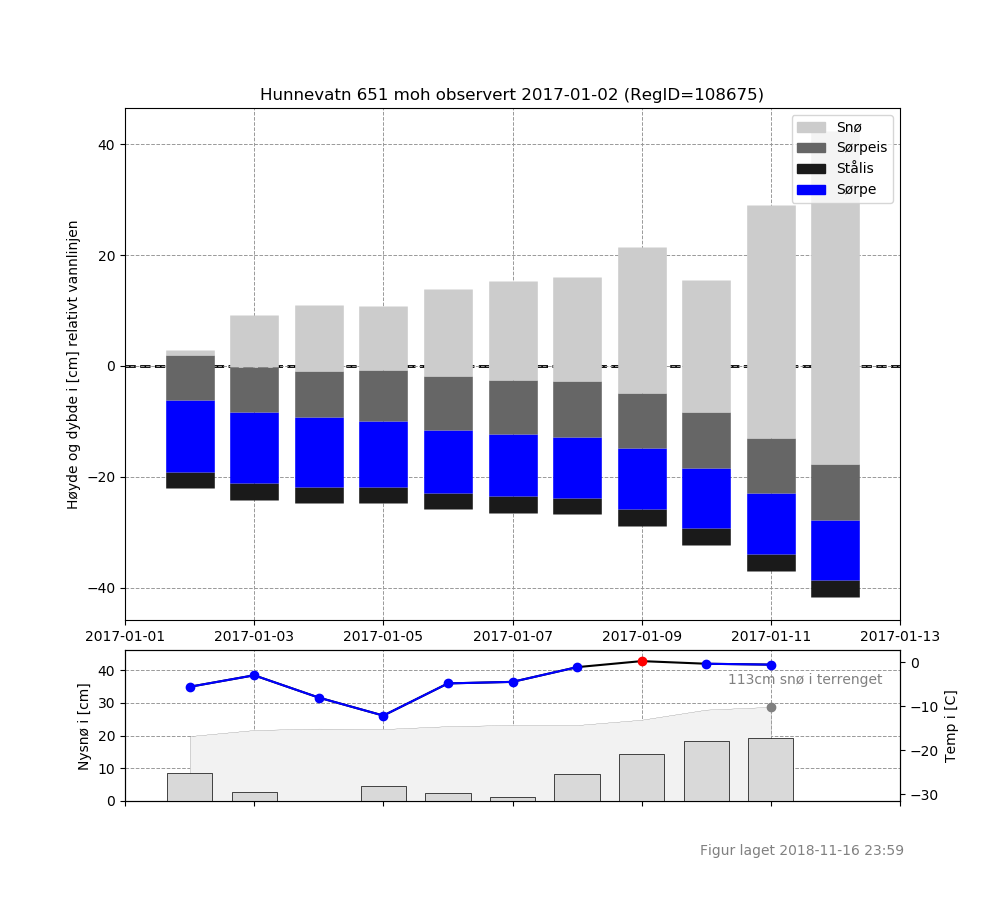 Hunnevatn 651 moh observert 2017-01-02 (RegID=108675)
Høyde og dybde i [cm] relativt vannlinjen
40
20
0
−20
−40
Snø
Sørpeis
Stålis
Sørpe
2017-01-01 2017-01-03 2017-01-05 2017-01-07 2017-01-09 2017-01-11 2017-01-13
Nysnø i [cm]
40
30
20
10
0
113cm snø i terrenget
0
−10
−20
−30
Temp i [C]
Figur laget 2018-11-16 23:59